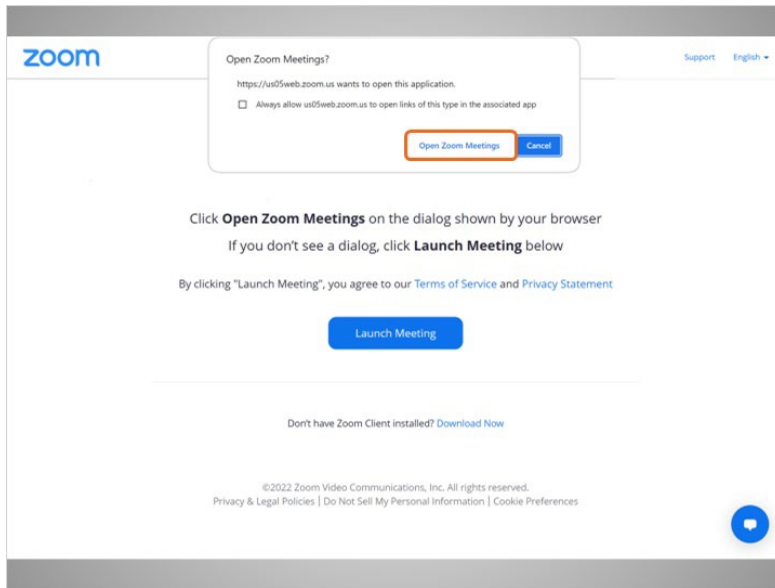 zoom
Support English
Open Zoom Meetings?
https://us05web.zoom.us wants to open this application.
Always allow us05web.zoom.us to open links of this type in the associated app
Open Zoom Meetings Cancel
Click Open Zoom Meetings on the dialog shown by your browser
If you don't see a dialog, click Launch Meeting below
By clicking "Launch Meeting", you agree to our Terms of Service and Privacy Statement
Launch Meeting
Don't have Zoom Client installed? Download Now
©2022 Zoom Video Communications, Inc. All rights reserved.
Privacy & Legal Policies | Do Not Sell My Personal Information | Cookie Preferences